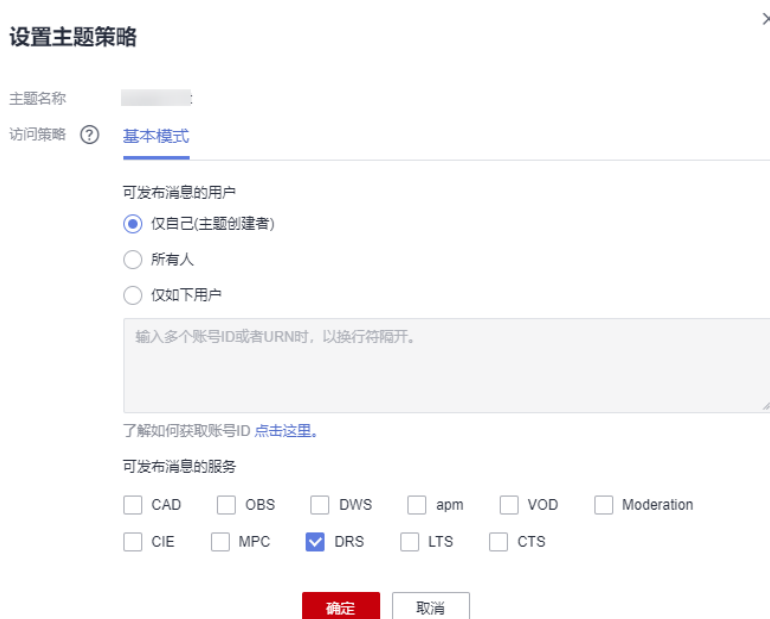 设置主题策略
主题名称
访问策略 ? 基本模式
可发布消息的用户
仅自己(主题创建者)
所有人
仅如下用户
输入多个账号ID或者URN时，以换行符隔开。
了解如何获取账号ID 点击这里。
可发布消息的服务
CAD OBS DWS apm VOD Moderation
CIE MPC DRS LTS CTS
确定 取消